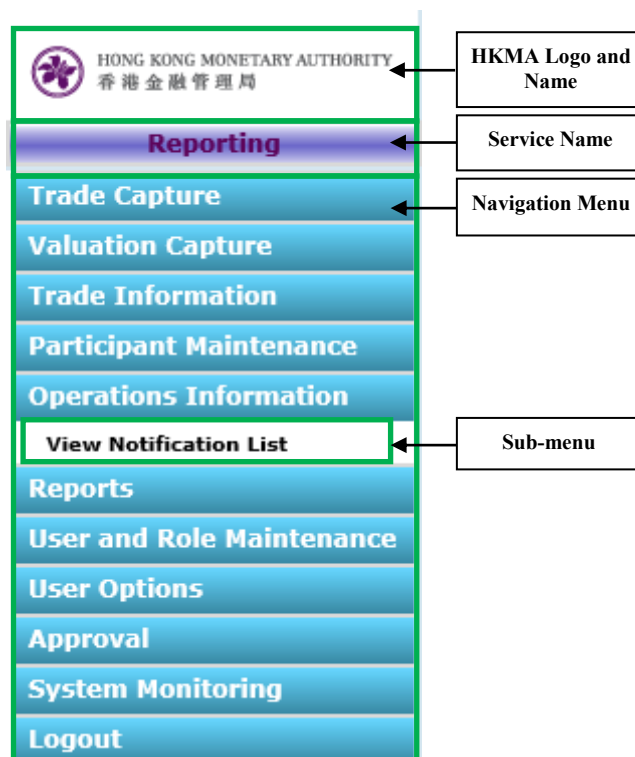 HONG KONG MONETARY AUTHORITY
香港金融管理局
HKMA Logo and
Name
Reporting
Service Name
Trade Capture
Navigation Menu
Valuation Capture
Trade Information
Participant Maintenance
Operations Information
View Notification List
Sub-menu
Reports
User and Role Maintenance
User Options
Approval
System Monitoring
Logout